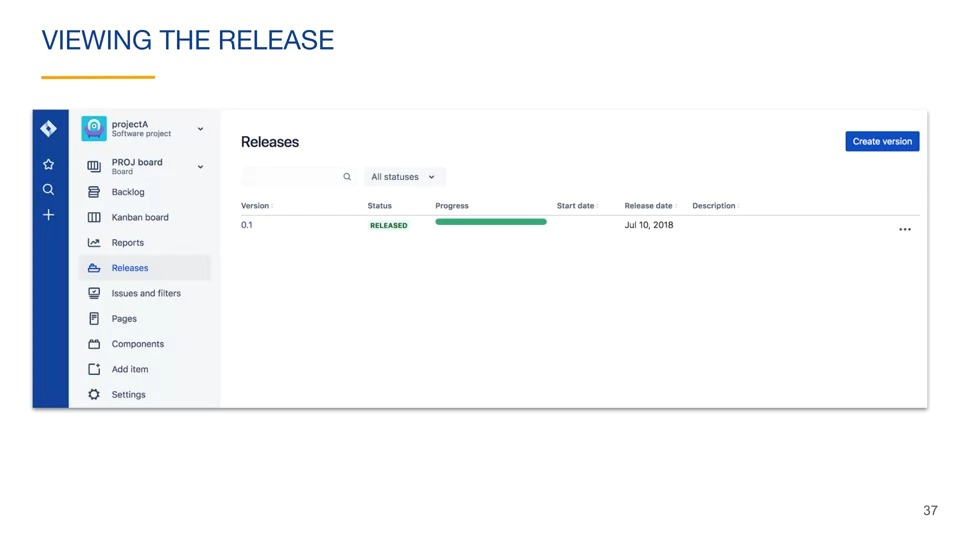 VIEWING THE RELEASE
projectA
Software project
PROJ board
Board
Backlog
Kanban board
Reports
Releases
Issues and filters
Pages
Components
Add item
Settings
Releases
Create version
All statuses
Version Status Progress Start date Release date Description
0.1 RELEASED Jul 10, 2018
37